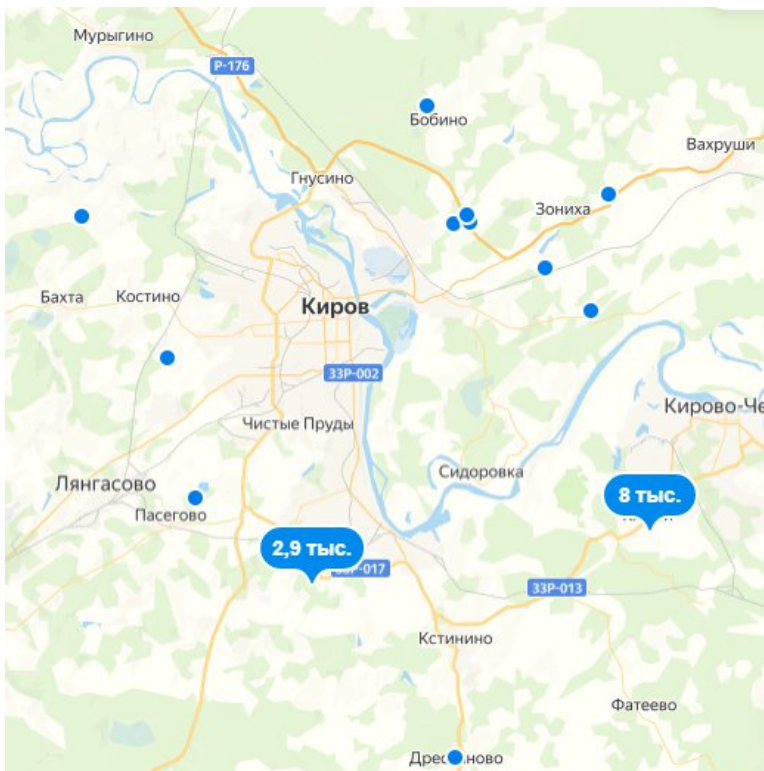 Мурыгино
Р-176
Бобино
Вахруши
Гнусино
Зониха
Бахта
Костино
Киров
33Р-002
Кирово-Че
Чистые Пруды
Сидоровка
Лянгасово
8 тыс.
Пасегово
2,9 тыс.
33Р-017
33Р-013
Кстинино
Фатеево